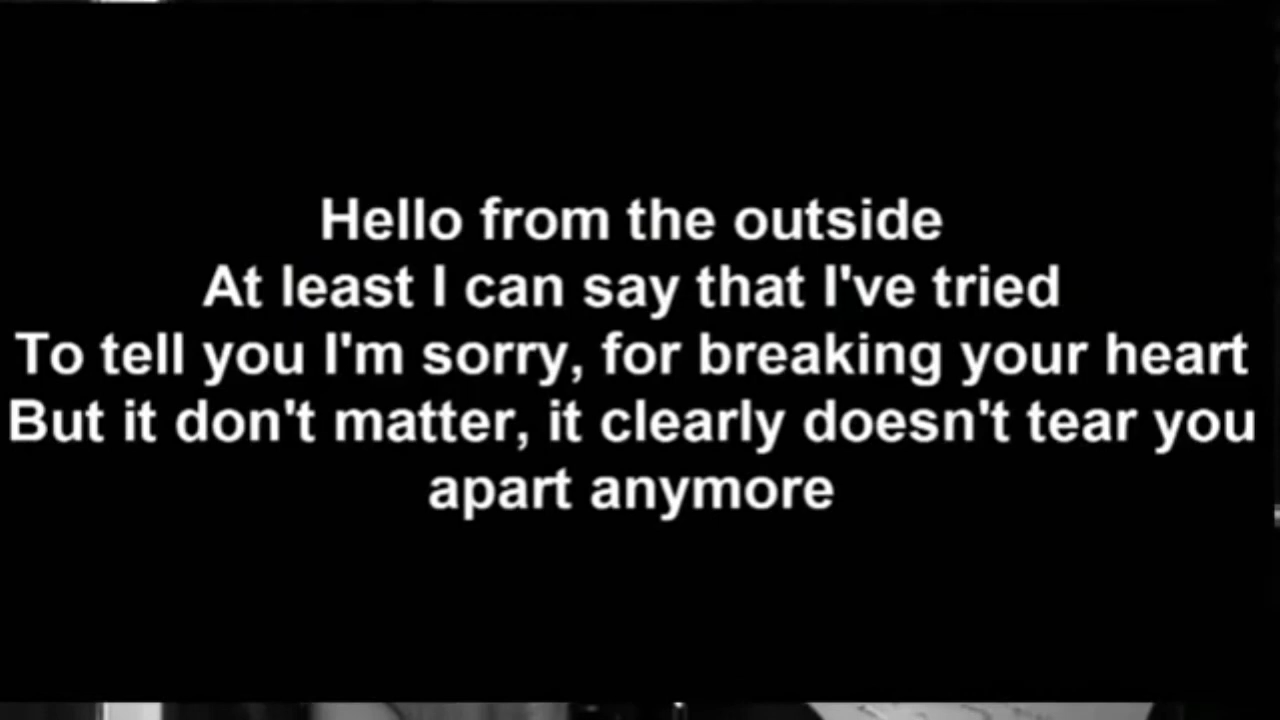 Hello from the outside
At least I can say that I've tried
To tell you I'm sorry, for breaking your heart
But it don't matter, it clearly doesn't tear you
apart anymore